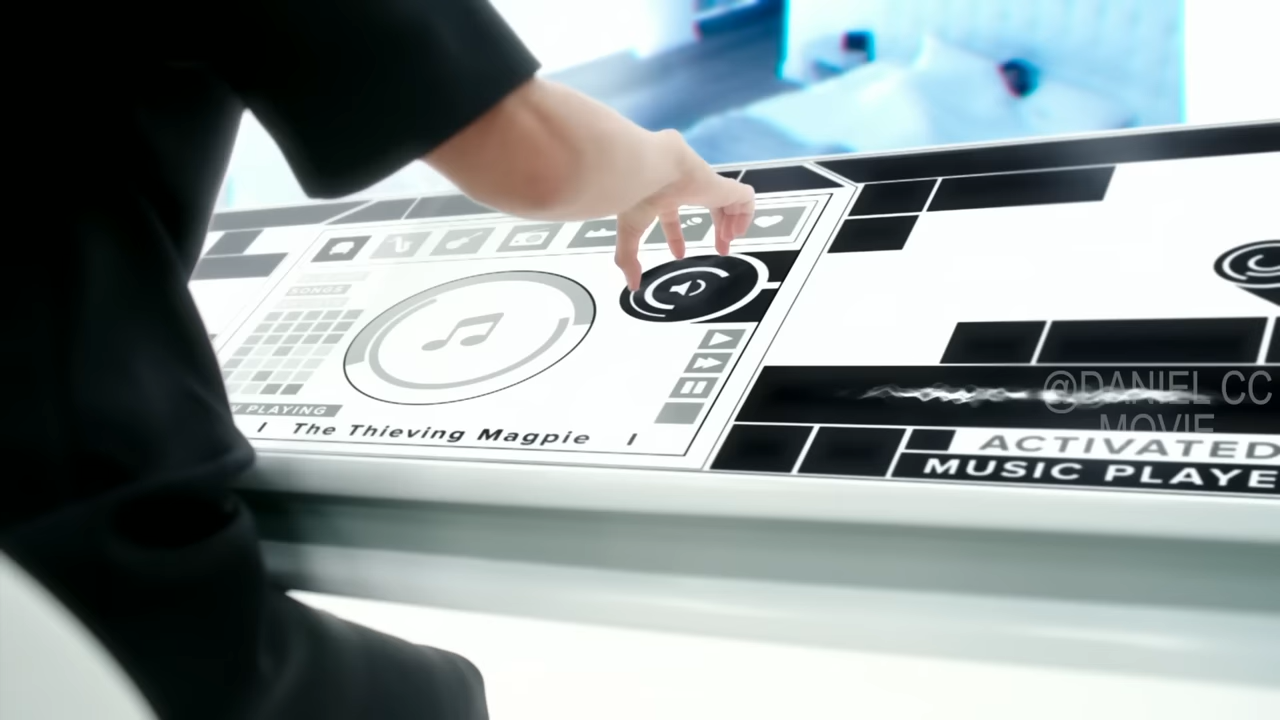 SONGS
PLAYING
The Thieving Magpie
@DANIEL CC
MOVIE
ACTIVATED
MUSIC PLAYE